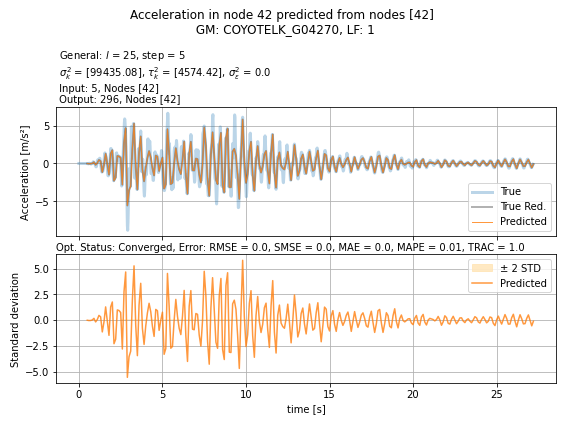 Acceleration in node 42 predicted from nodes [42]
GM: COYOTELK_G04270, LF: 1
General: l = 25, step = 5
σ²ₖ = [99435.08], τ²ₖ = [4574.42], σ²ε = 0.0
Input: 5, Nodes [42]
Output: 296, Nodes [42]
Acceleration [m/s²]
5
0
−5
True
True Red.
Predicted
Opt. Status: Converged, Error: RMSE = 0.0, SMSE = 0.0, MAE = 0.0, MAPE = 0.01, TRAC = 1.0
Standard deviation
5.0
2.5
0.0
−2.5
−5.0
± 2 STD
Predicted
0 5 10 15 20 25
time [s]